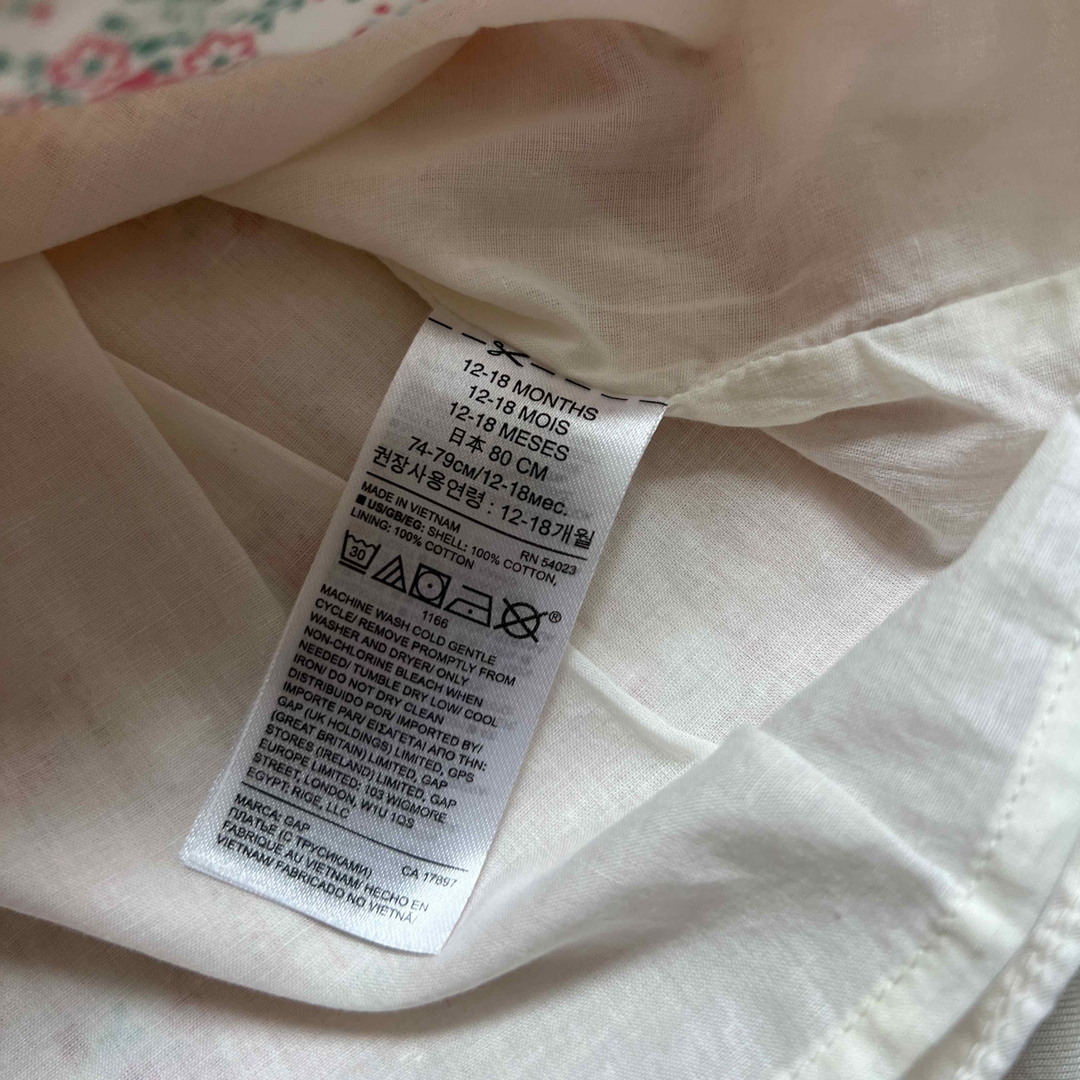 12-18 MONTHS
12-18 MOIS
12-18 MESES
日本 80 CM
74-79см/12-18мес.
권장사용연령 : 12-18개월
MADE IN VIETNAM
RN 54023
■ US/GB/EG: SHELL: 100% COTTON,
LINING: 100% COTTON
30
®
1166
MACHINE WASH COLD GENTLE
CYCLE/ REMOVE PROMPTLY FROM
WASHER AND DRYER/ ONLY
NON-CHLORINE BLEACH WHEN
NEEDED/ TUMBLE DRY LOW/ COOL
IRON/ DO NOT DRY CLEAN
DISTRIBUIDO POR/ IMPORTED BY/
IMPORTE PAR/ ΕΙΣΑΓΕΤΑΙ ΑΠΟ ΤΗΝ:
GAP (UK HOLDINGS) LIMITED, GPS
(GREAT BRITAIN) LIMITED, GAP
STORES (IRELAND) LIMITED, GAP
EUROPE LIMITED: 103 WIGMORE
STREET, LONDON, W1U 1QS
EGYPT: RIGE, LLC
MARCA: GAP
CA 17897
ПЛАТЬЕ (С ТРУСИКАМИ)
FABRIQUÉ AU VIETNAM/ HECHO EN
VIETNAM/ FABRICADO NO VIETNÃ/